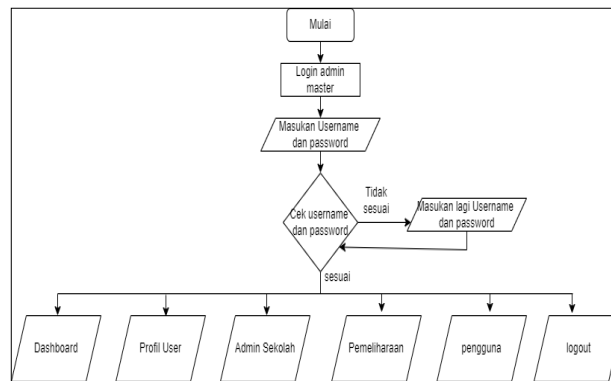 Mulai
Login admin
master
Masukan Username
dan password
Cek username
dan password
Tidak
sesuai
Masukan lagi Username
dan password
sesuai
Dashboard
Profil User
Admin Sekolah
Pemeliharaan
pengguna
logout